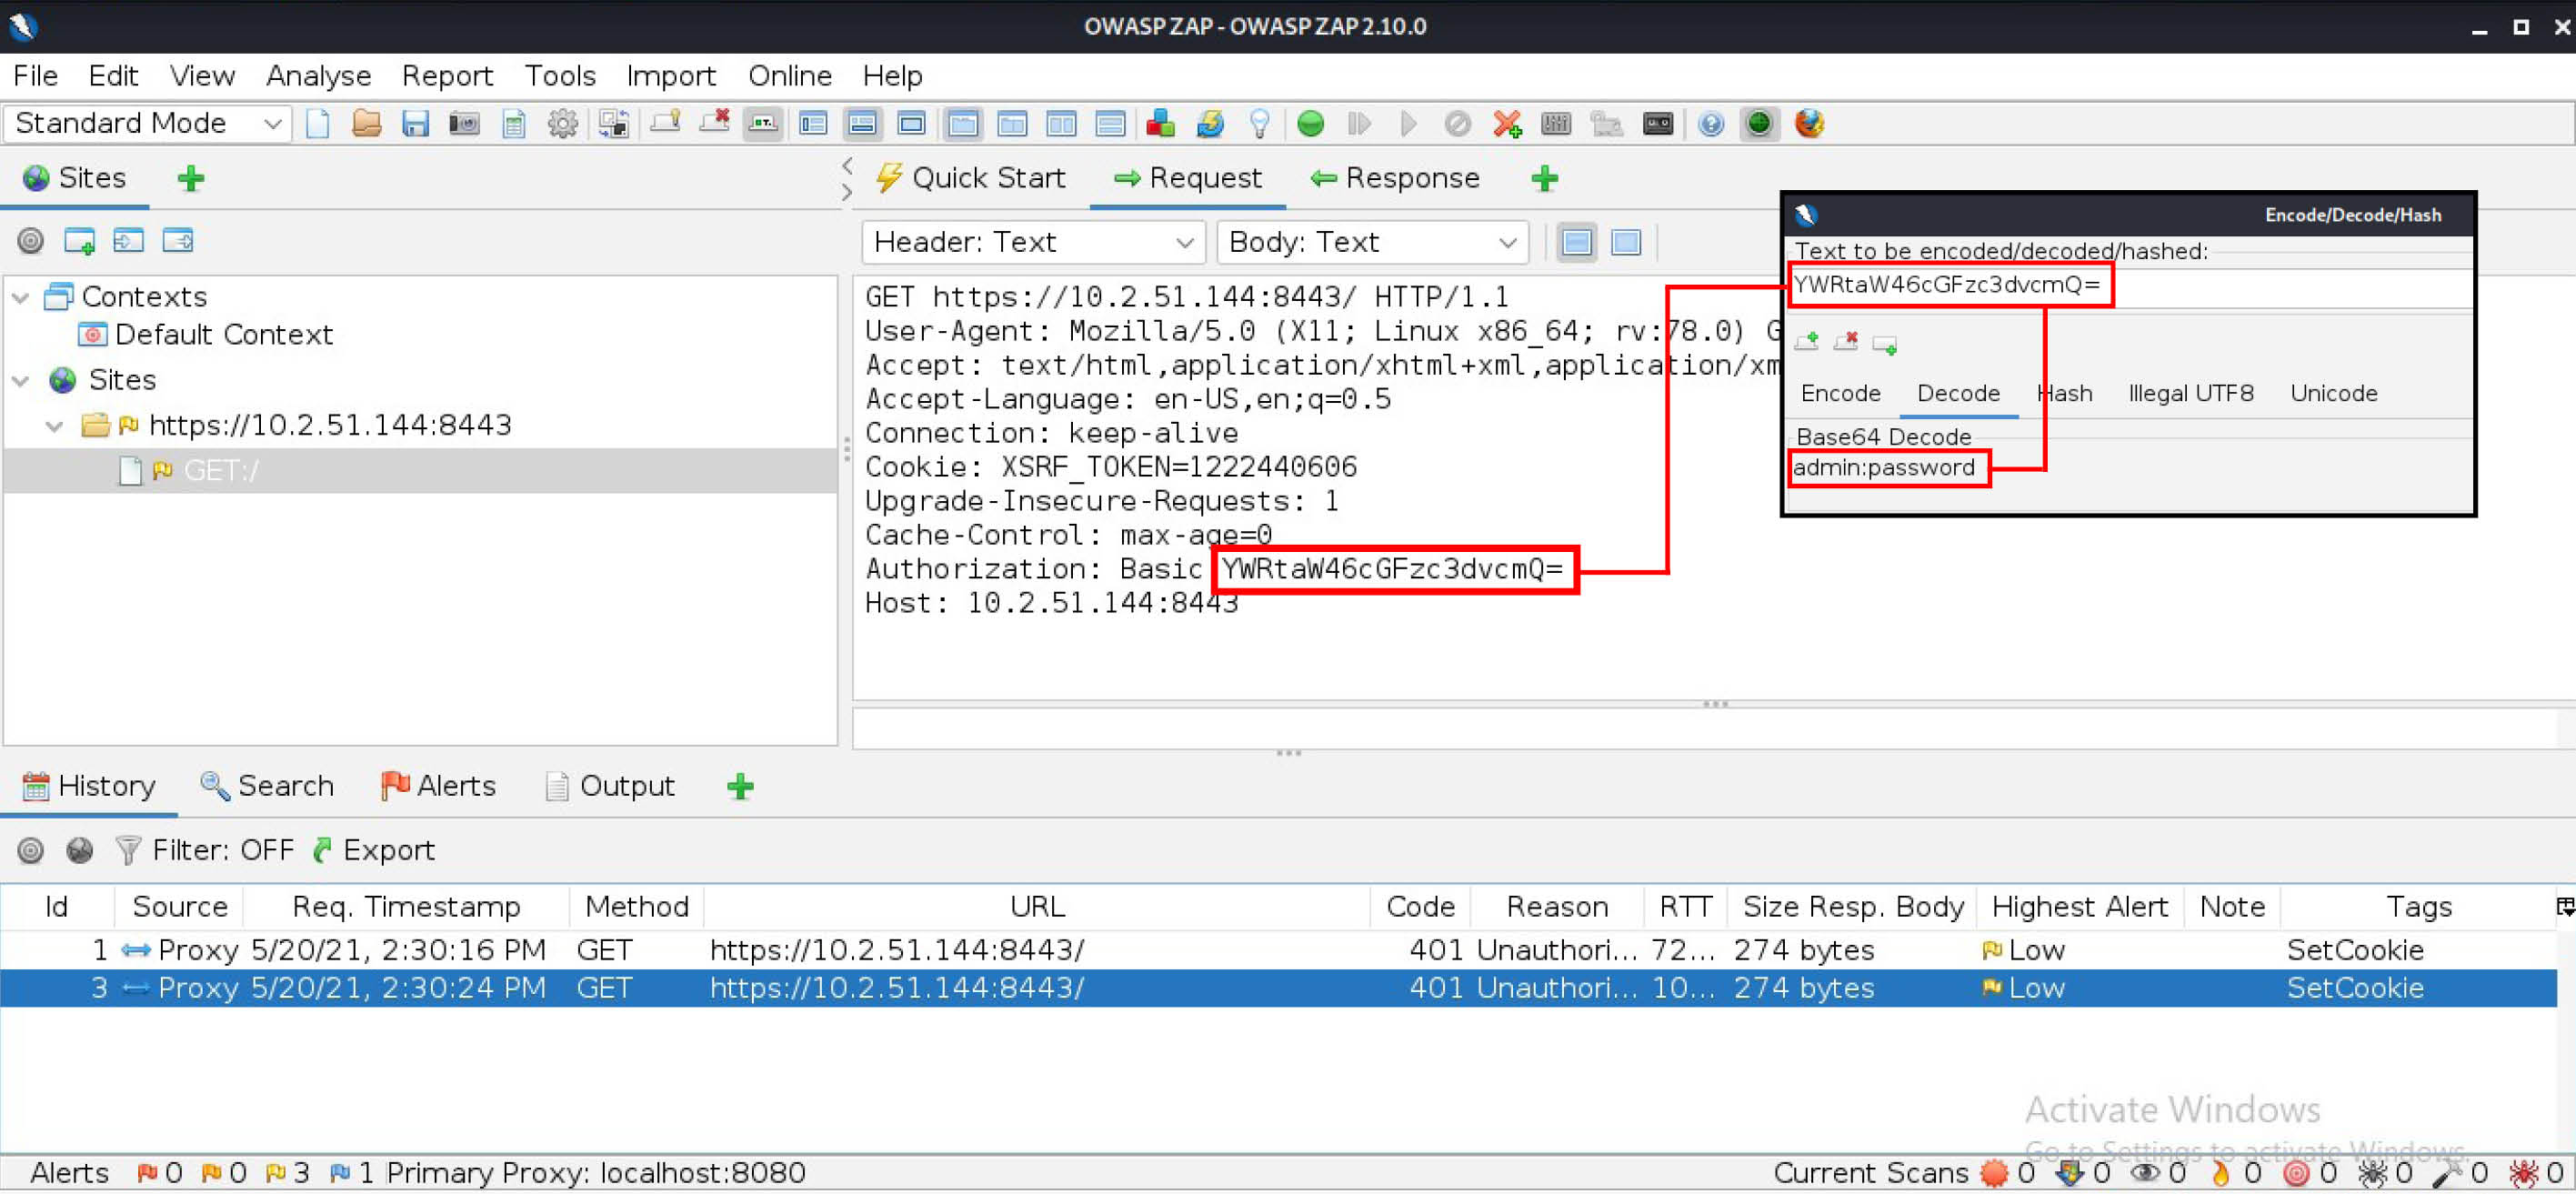 OWASP ZAP - OWASP ZAP 2.10.0
File Edit View Analyse Report Tools Import Online Help
Standard Mode
Sites
Quick Start Request Response
Header: Text Body: Text
Contexts
Default Context
Sites
https://10.2.51.144:8443
GET:/
GET https://10.2.51.144:8443/ HTTP/1.1
User-Agent: Mozilla/5.0 (X11; Linux x86_64; rv:78.0) G
Accept: text/html,application/xhtml+xml,application/xm
Accept-Language: en-US,en;q=0.5
Connection: keep-alive
Cookie: XSRF_TOKEN=1222440606
Upgrade-Insecure-Requests: 1
Cache-Control: max-age=0
Authorization: Basic YWRtaW46cGFzc3dvcmQ=
Host: 10.2.51.144:8443
Encode/Decode/Hash
Text to be encoded/decoded/hashed:
YWRtaW46cGFzc3dvcmQ=
Encode Decode Hash Illegal UTF8 Unicode
Base64 Decode
admin:password
History Search Alerts Output
Filter: OFF Export
Id Source Req. Timestamp Method URL Code Reason RTT Size Resp. Body Highest Alert Note Tags
1 Proxy 5/20/21, 2:30:16 PM GET https://10.2.51.144:8443/ 401 Unauthori... 72... 274 bytes Low SetCookie
3 Proxy 5/20/21, 2:30:24 PM GET https://10.2.51.144:8443/ 401 Unauthori... 10... 274 bytes Low SetCookie
Activate Windows
Go to Settings to activate Windows.
Alerts 0 0 3 1 Primary Proxy: localhost:8080 Current Scans 0 0 0 0 0 0 0 0